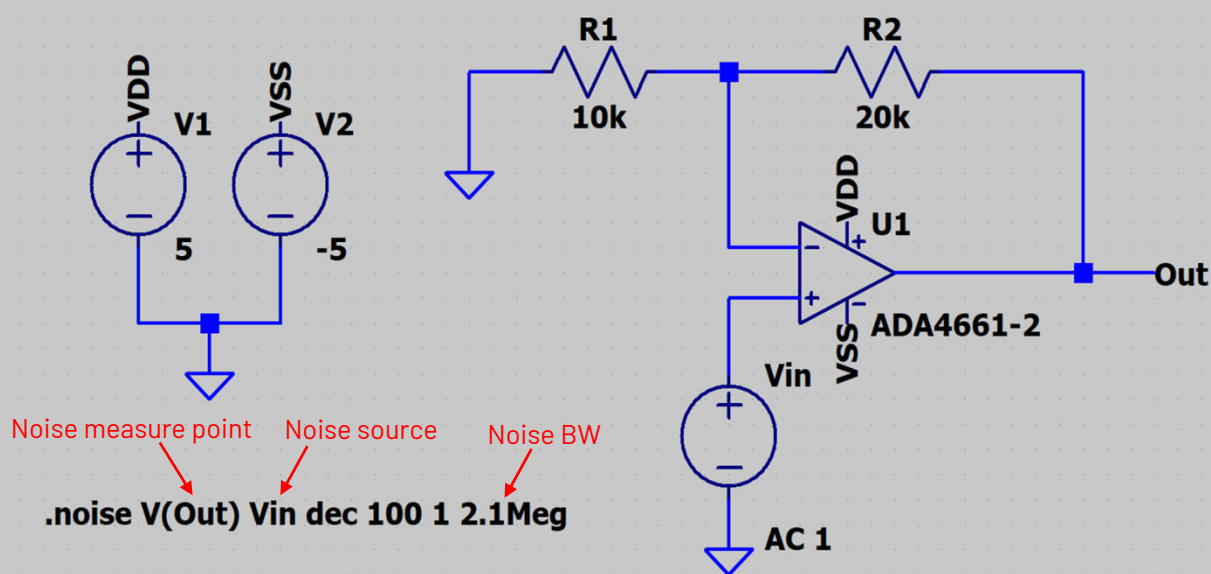 R1
R2
VDD
VSS
V1
V2
10k
20k
VDD
U1
5
-5
Out
ADA4661-2
VSS
Vin
Noise measure point
Noise source
Noise BW
.noise V(Out) Vin dec 100 1 2.1Meg
AC 1